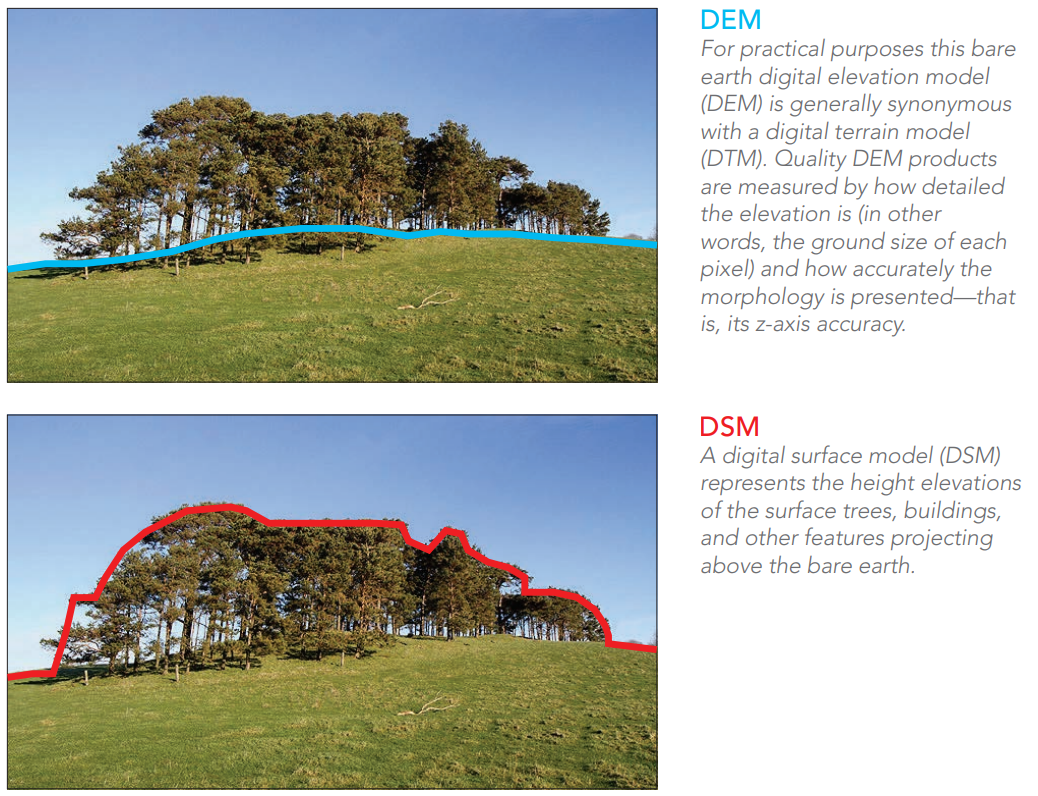 DEM
For practical purposes this bare
earth digital elevation model
(DEM) is generally synonymous
with a digital terrain model
(DTM). Quality DEM products
are measured by how detailed
the elevation is (in other
words, the ground size of each
pixel) and how accurately the
morphology is presented—that
is, its z-axis accuracy.
DSM
A digital surface model (DSM)
represents the height elevations
of the surface trees, buildings,
and other features projecting
above the bare earth.